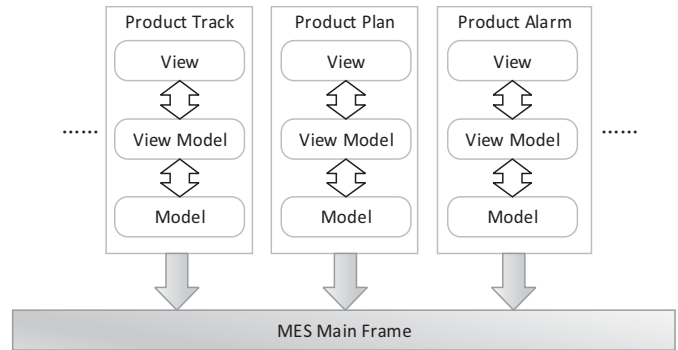 Product Track
Product Plan
Product Alarm
View
View
View
......
View Model
View Model
View Model
......
Model
Model
Model
MES Main Frame